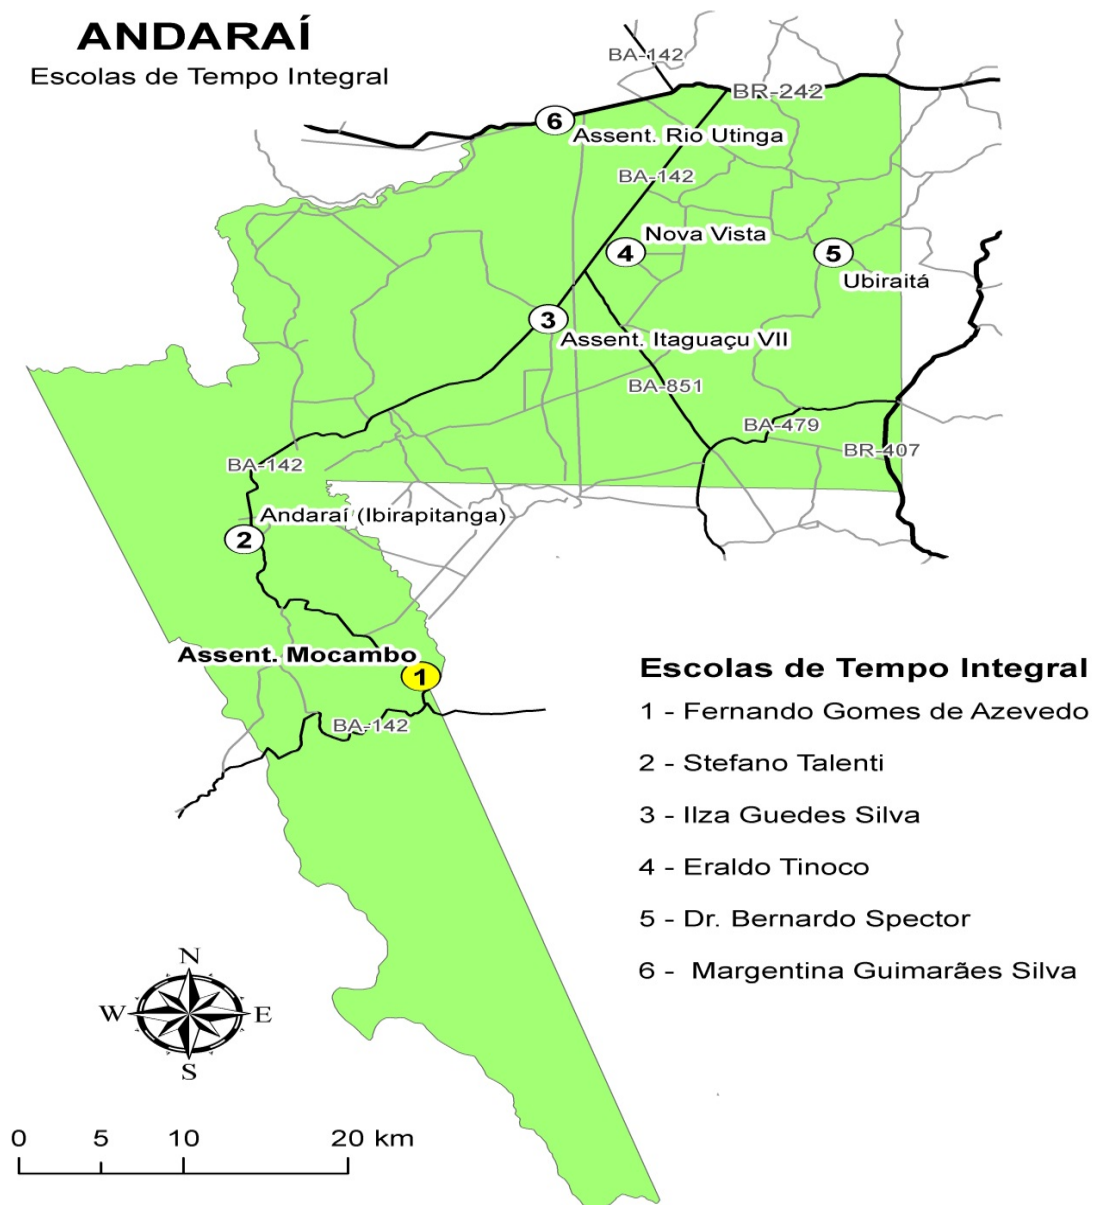 ANDARAÍ
Escolas de Tempo Integral
BA-142
BR-242
6
Assent. Rio Utinga
BA-142
Nova Vista
4
5
Ubiraitá
3
Assent. Itaguaçu VII
BA-851
BA-479
BR-407
BA-142
Andaraí (Ibirapitanga)
2
Assent. Mocambo
1
BA-142
Escolas de Tempo Integral
1 - Fernando Gomes de Azevedo
2 - Stefano Talenti
3 - Ilza Guedes Silva
4 - Eraldo Tinoco
5 - Dr. Bernardo Spector
6 - Margentina Guimarães Silva
N
W E
S
0 5 10 20 km